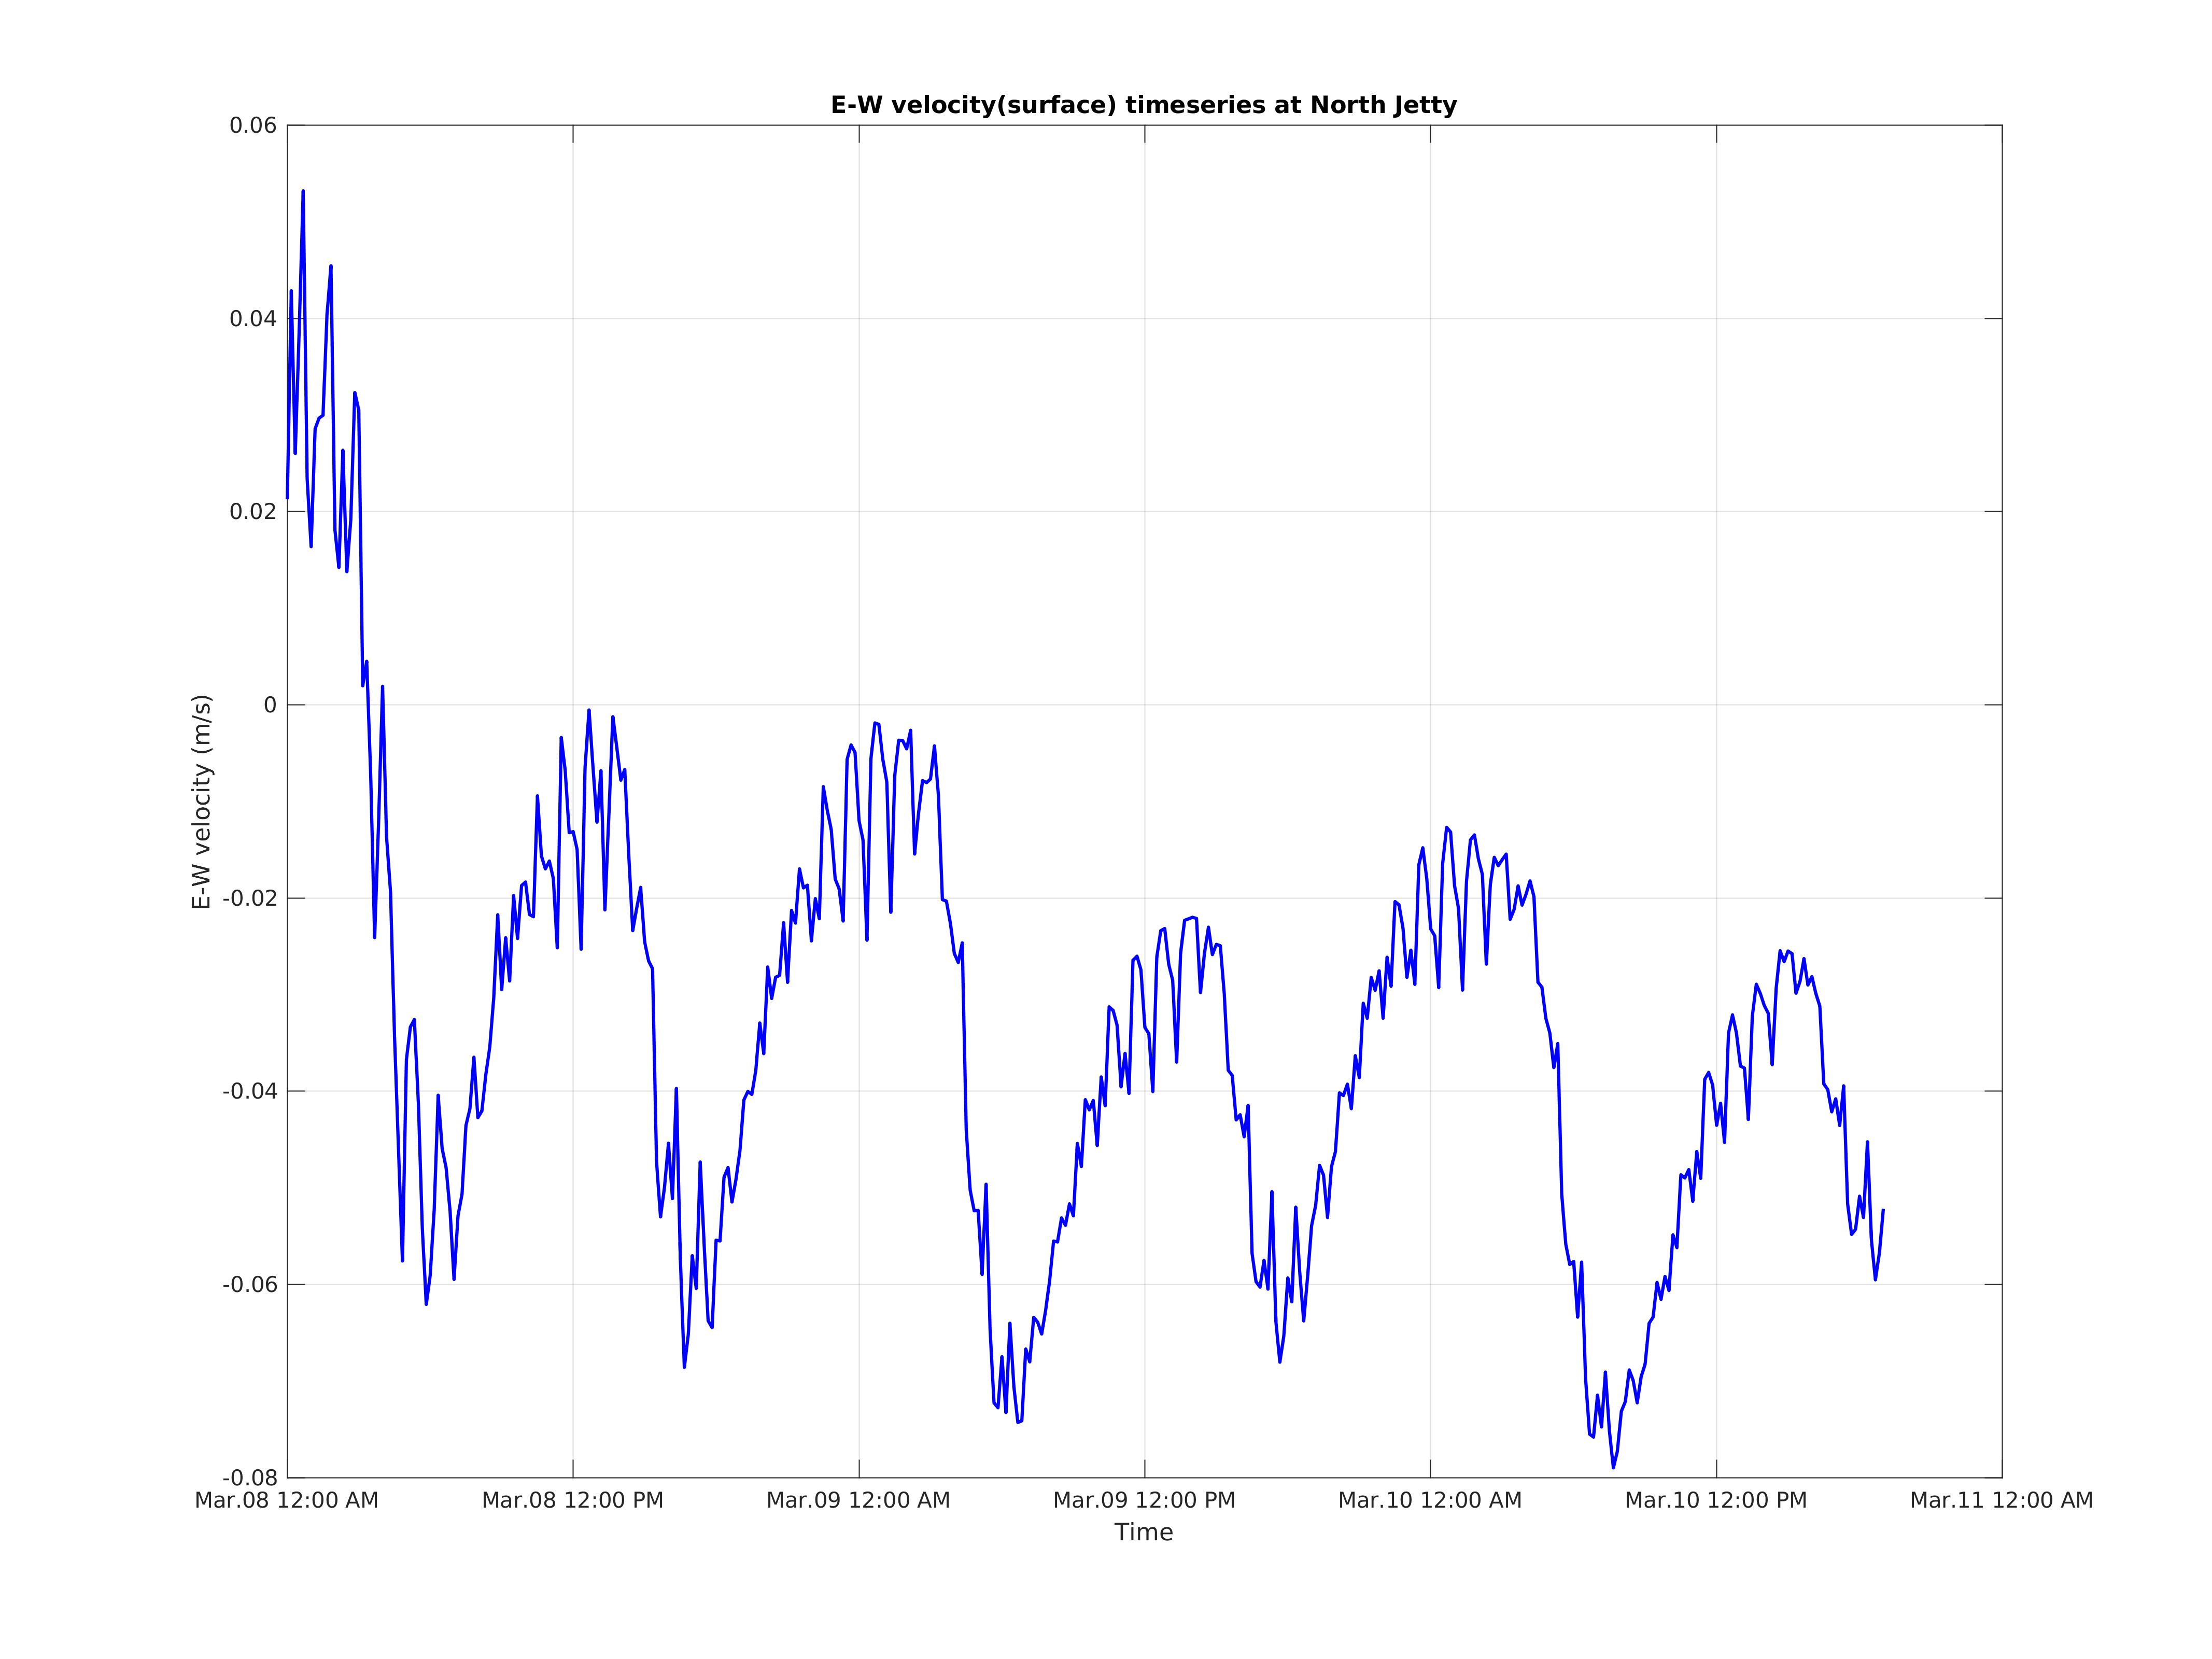 E-W velocity(surface) timeseries at North Jetty
0.06
0.04
0.02
0
-0.02
-0.04
-0.06
-0.08
E-W velocity (m/s)
Mar.08 12:00 AM
Mar.08 12:00 PM
Mar.09 12:00 AM
Mar.09 12:00 PM
Mar.10 12:00 AM
Mar.10 12:00 PM
Mar.11 12:00 AM
Time